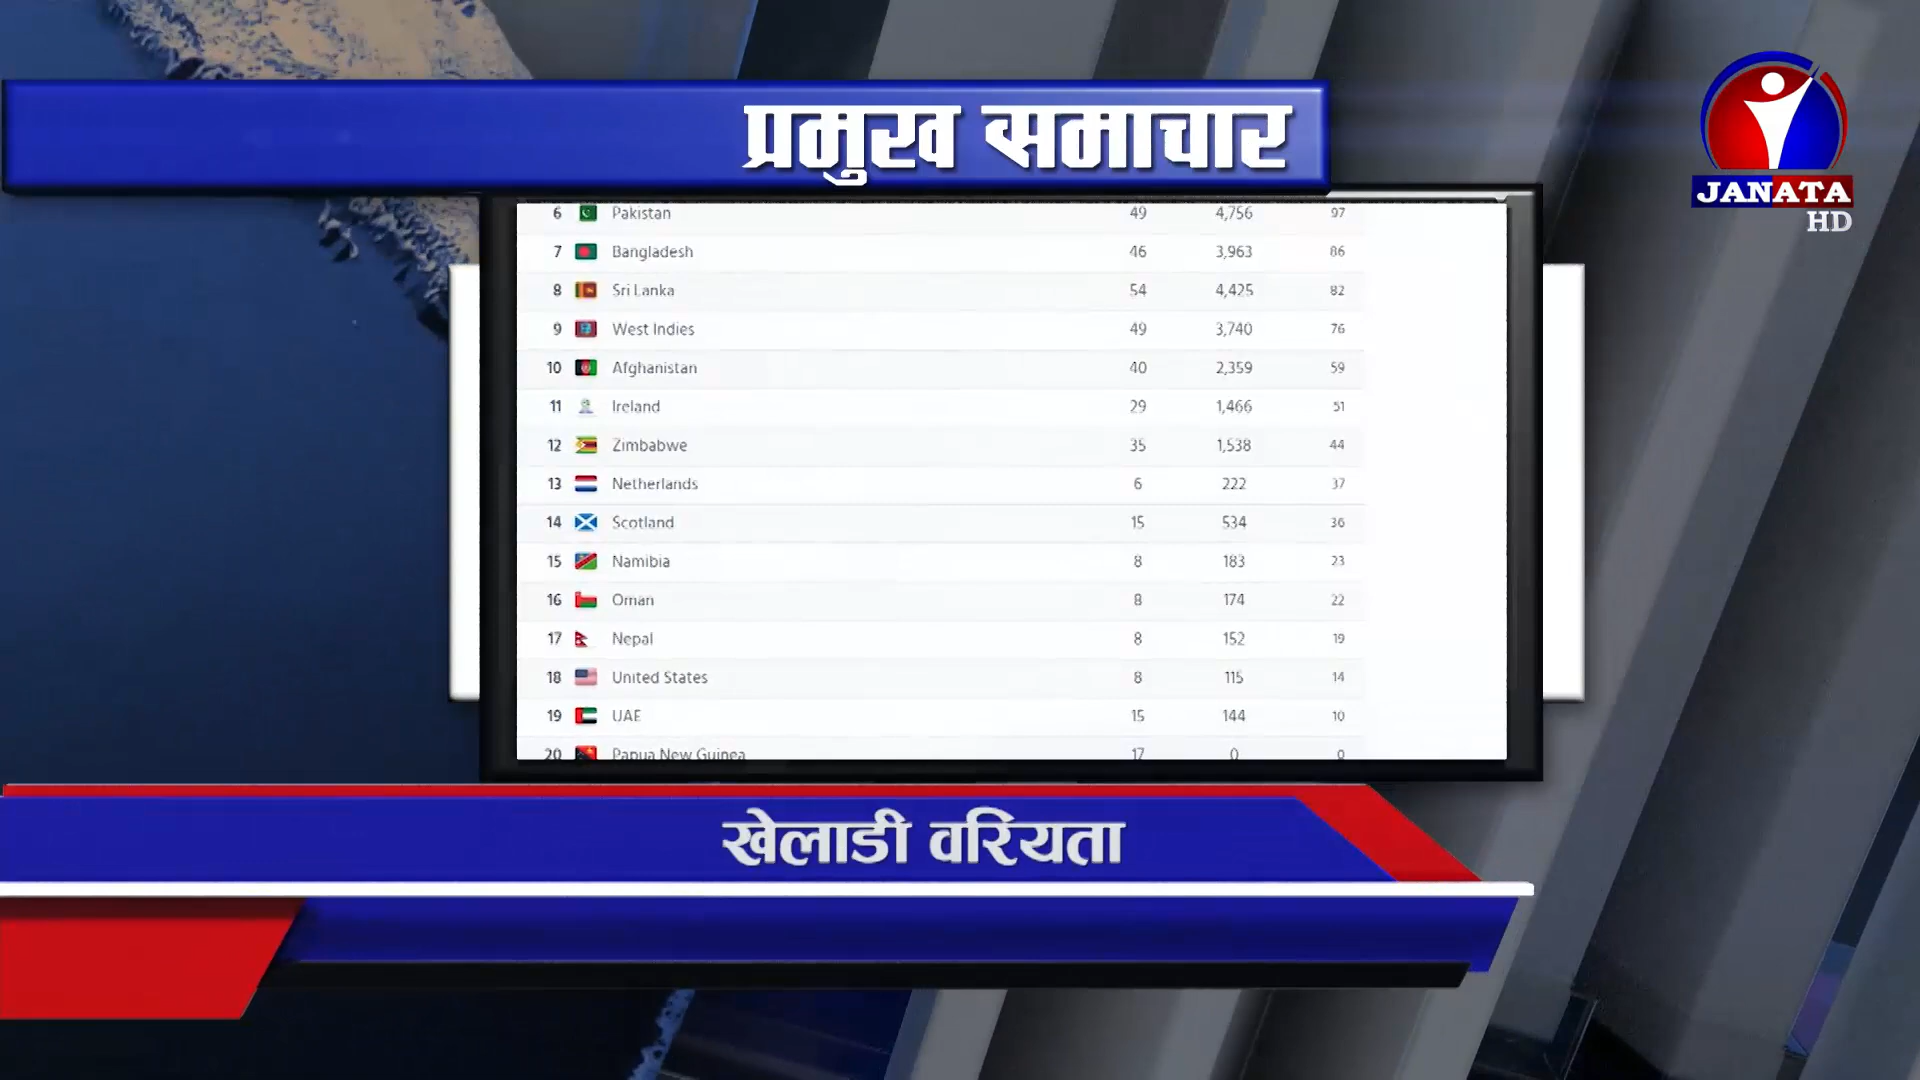 प्रमुख समाचार
JANATA
HD
6 Pakistan 49 4,756 97
7 Bangladesh 46 3,963 86
8 Sri Lanka 54 4,425 82
9 West Indies 49 3,740 76
10 Afghanistan 40 2,359 59
11 Ireland 29 1,466 51
12 Zimbabwe 35 1,538 44
13 Netherlands 6 222 37
14 Scotland 15 534 36
15 Namibia 8 183 23
16 Oman 8 174 22
17 Nepal 8 152 19
18 United States 8 115 14
19 UAE 15 144 10
20 Papua New Guinea 17 0 0
खेलाडी वरियता